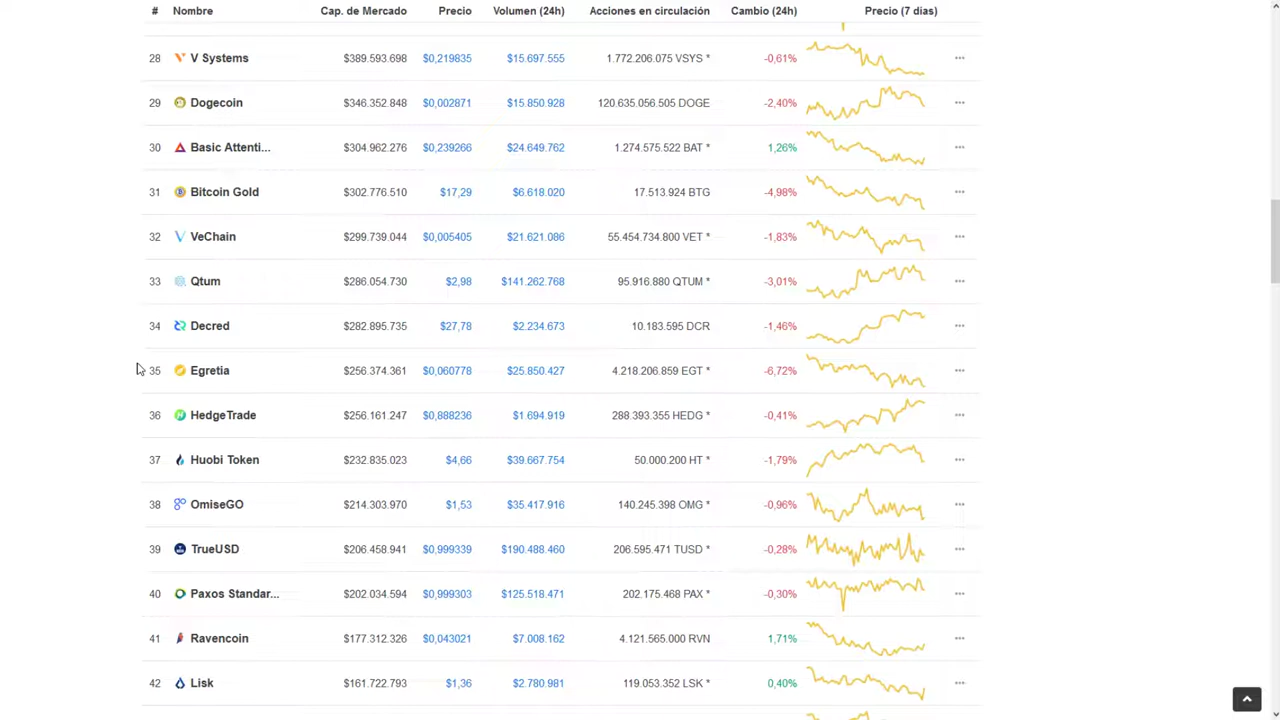 # Nombre Cap. de Mercado Precio Volumen (24h) Acciones en circulación Cambio (24h) Precio (7 días)
28 V Systems $389.593.698 $0,219835 $15.697.555 1.772.206.075 VSYS * -0,61%
29 Dogecoin $346.352.848 $0,002871 $15.850.928 120.635.056.505 DOGE -2,40%
30 Basic Attenti... $304.962.276 $0,239266 $24.649.762 1.274.575.522 BAT * 1,26%
31 Bitcoin Gold $302.776.510 $17,29 $6.618.020 17.513.924 BTG -4,98%
32 VeChain $299.739.044 $0,005405 $21.621.086 55.454.734.800 VET * -1,83%
33 Qtum $286.054.730 $2,98 $141.262.768 95.916.880 QTUM * -3,01%
34 Decred $282.895.735 $27,78 $2.234.673 10.183.595 DCR -1,46%
35 Egretia $256.374.361 $0,060778 $25.850.427 4.218.206.859 EGT * -6,72%
36 HedgeTrade $256.161.247 $0,888236 $1.694.919 288.393.355 HEDG * -0,41%
37 Huobi Token $232.835.023 $4,66 $39.667.754 50.000.200 HT * -1,79%
38 OmiseGO $214.303.970 $1,53 $35.417.916 140.245.398 OMG * -0,96%
39 TrueUSD $206.458.941 $0,999339 $190.488.460 206.595.471 TUSD * -0,28%
40 Paxos Standar... $202.034.594 $0,999303 $125.518.471 202.175.468 PAX * -0,30%
41 Ravencoin $177.312.326 $0,043021 $7.008.162 4.121.565.000 RVN 1,71%
42 Lisk $161.722.793 $1,36 $2.780.981 119.053.352 LSK * 0,40%